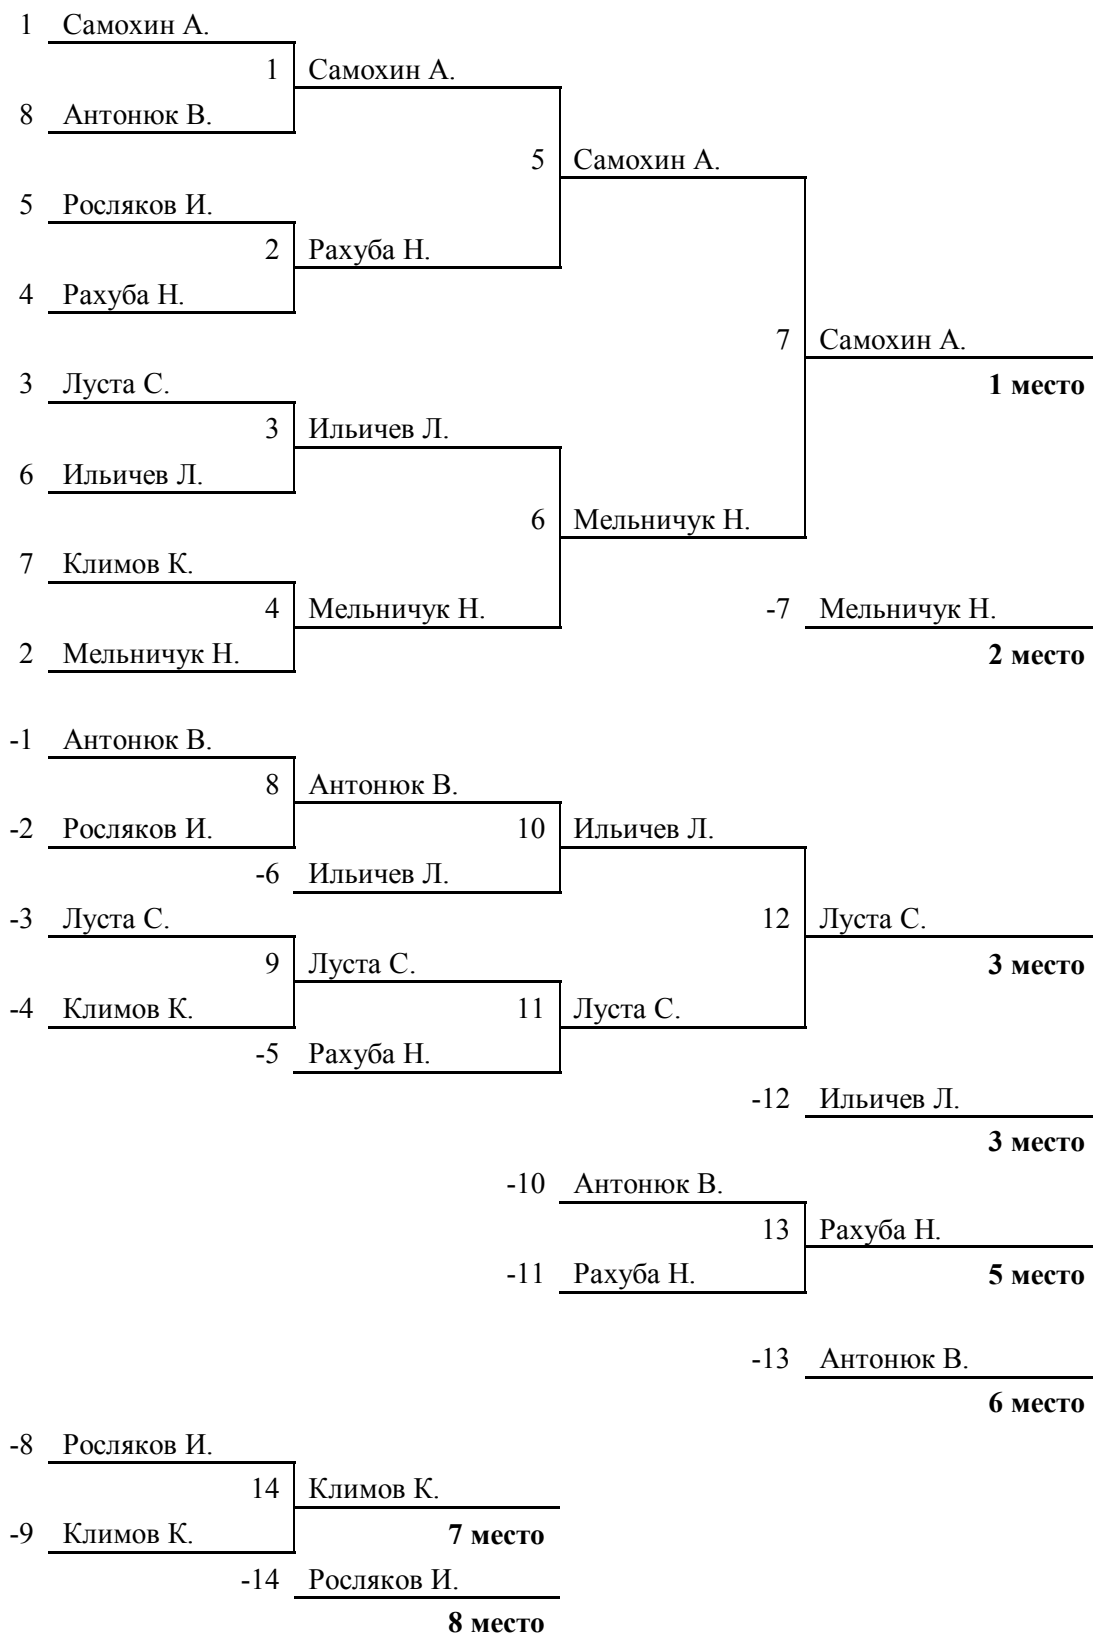 1 Самохин А.
1 Самохин А.
8 Антонюк В.
5 Самохин А.
5 Росляков И.
2 Рахуба Н.
4 Рахуба Н.
7 Самохин А.
3 Луста С. 1 место
3 Ильичев Л.
6 Ильичев Л.
6 Мельничук Н.
7 Климов К.
4 Мельничук Н. -7 Мельничук Н.
2 Мельничук Н. 2 место
-1 Антонюк В.
8 Антонюк В.
-2 Росляков И. 10 Ильичев Л.
-6 Ильичев Л.
-3 Луста С. 12 Луста С.
9 Луста С. 3 место
-4 Климов К. 11 Луста С.
-5 Рахуба Н.
-12 Ильичев Л.
3 место
-10 Антонюк В.
13 Рахуба Н.
-11 Рахуба Н. 5 место
-13 Антонюк В.
6 место
-8 Росляков И.
14 Климов К.
-9 Климов К. 7 место
-14 Росляков И.
8 место